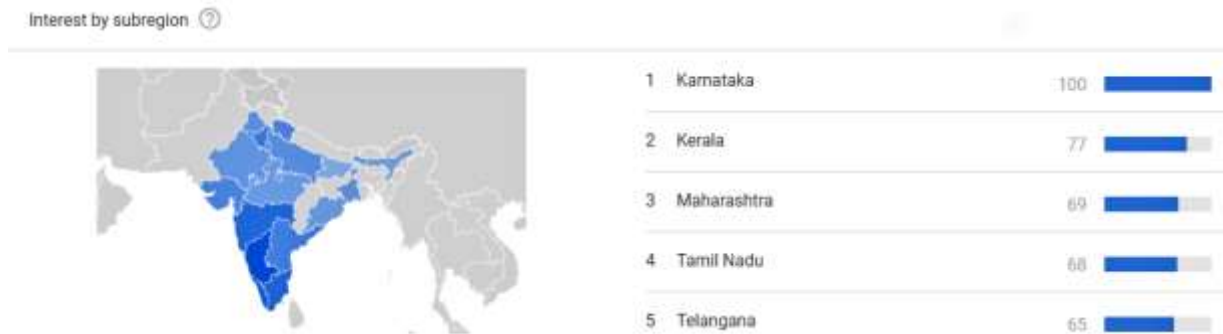 Interest by subregion ?
1 Karnataka 100
2 Kerala 77
3 Maharashtra 69
4 Tamil Nadu 68
5 Telangana 65